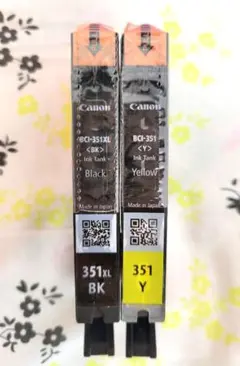 Canon
BCI-351XL
<BK>
Ink Tank
Black
Made in Japan
351XL
BK
Canon
BCI-351
<Y>
Ink Tank
Yellow
Made in Japan
351
Y